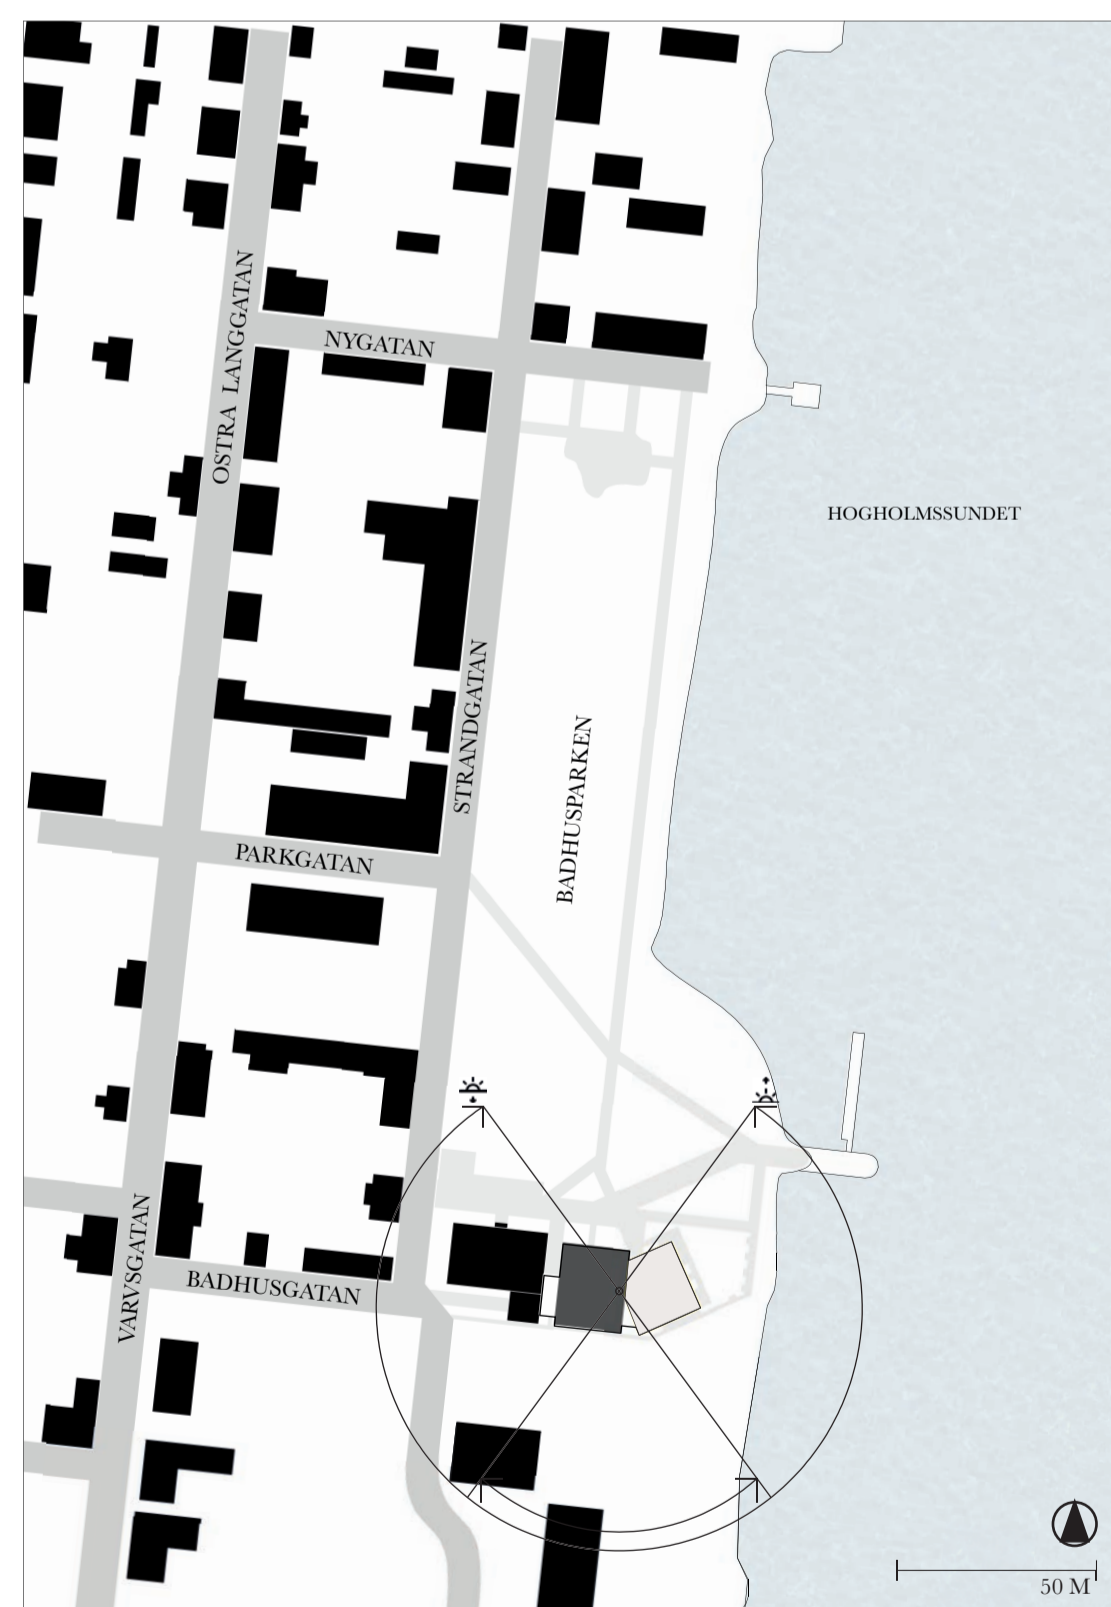 OSTRA LANGGATAN
NYGATAN
HOGHOLMSSUNDET
STRANDGATAN
BADHUSPARKEN
PARKGATAN
VARVSGATAN
BADHUSGATAN
50 M